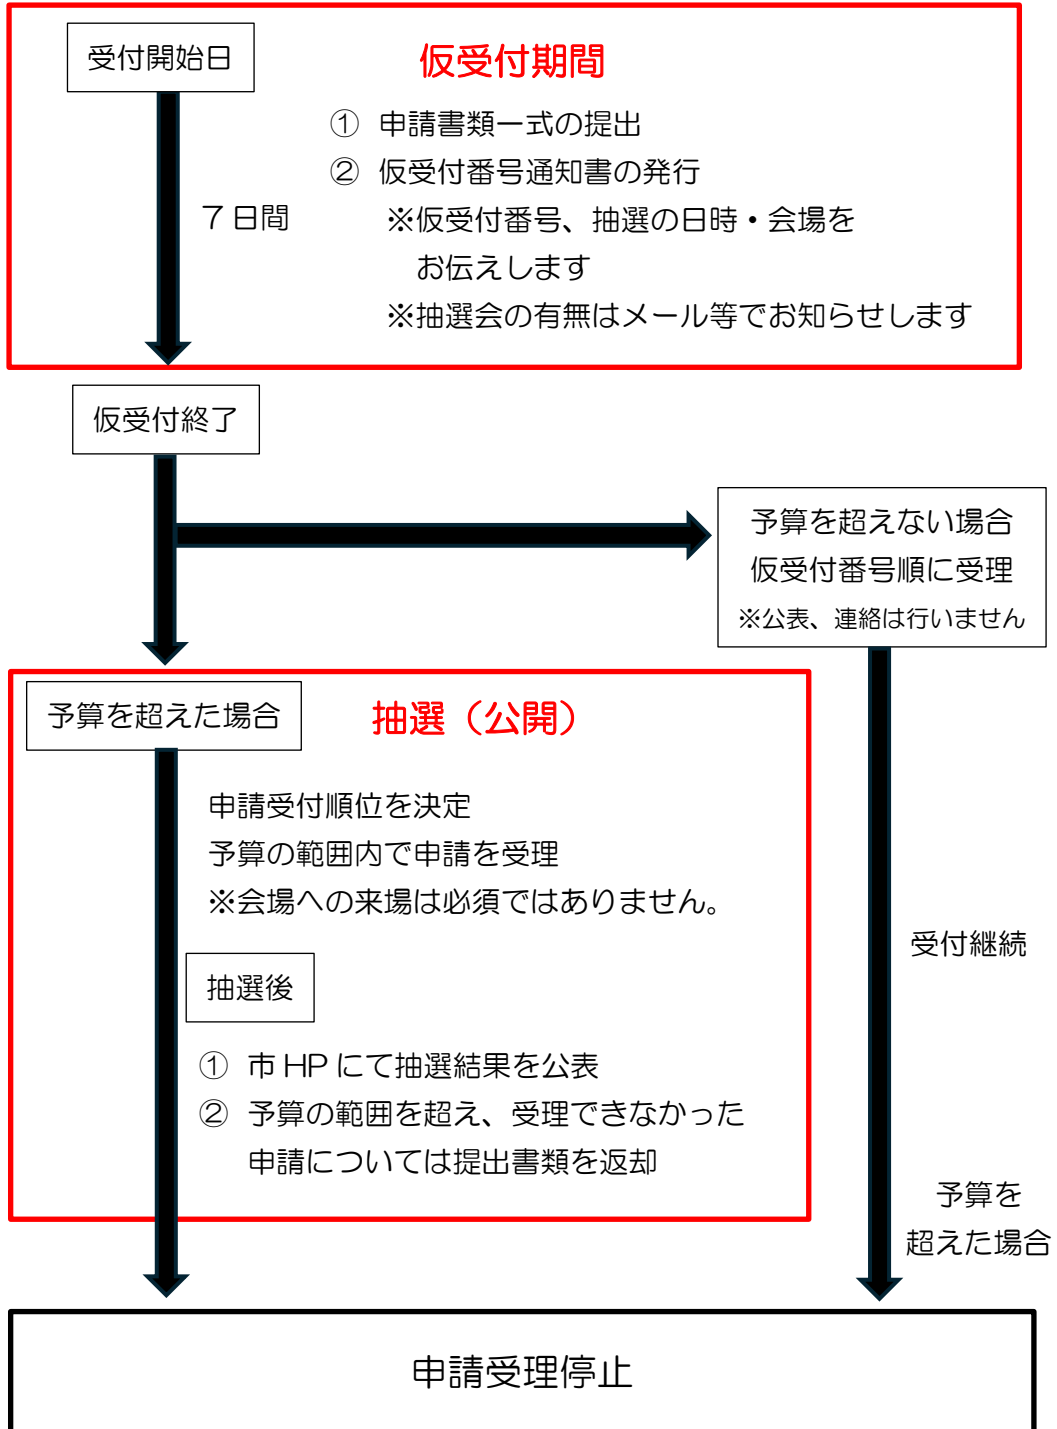 受付開始日
仮受付期間
① 申請書類一式の提出
② 仮受付番号通知書の発行
7日間
※仮受付番号、抽選の日時・会場を
お伝えします
※抽選会の有無はメール等でお知らせします
仮受付終了
予算を超えない場合
仮受付番号順に受理
※公表、連絡は行いません
予算を超えた場合
抽選（公開）
申請受付順位を決定
予算の範囲内で申請を受理
※会場への来場は必須ではありません。
受付継続
抽選後
① 市 HP にて抽選結果を公表
② 予算の範囲を超え、受理できなかった
申請については提出書類を返却
予算を
超えた場合
申請受理停止